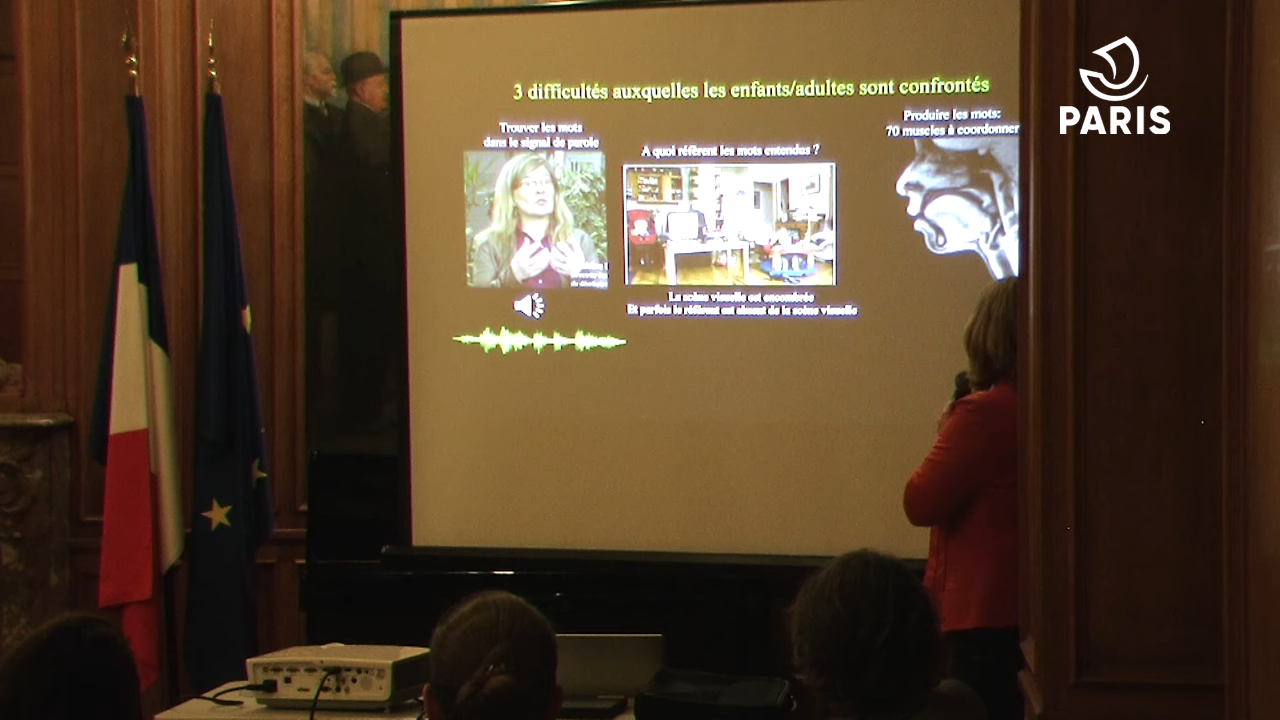 3 difficultés auxquelles les enfants/adultes sont confrontés
Trouver les mots
dans le signal de parole
A quoi réfèrent les mots entendus ?
Produire les mots:
70 muscles à coordonner
La scène visuelle est encombrée
Et parfois le référent est absent de la scène visuelle
PARIS